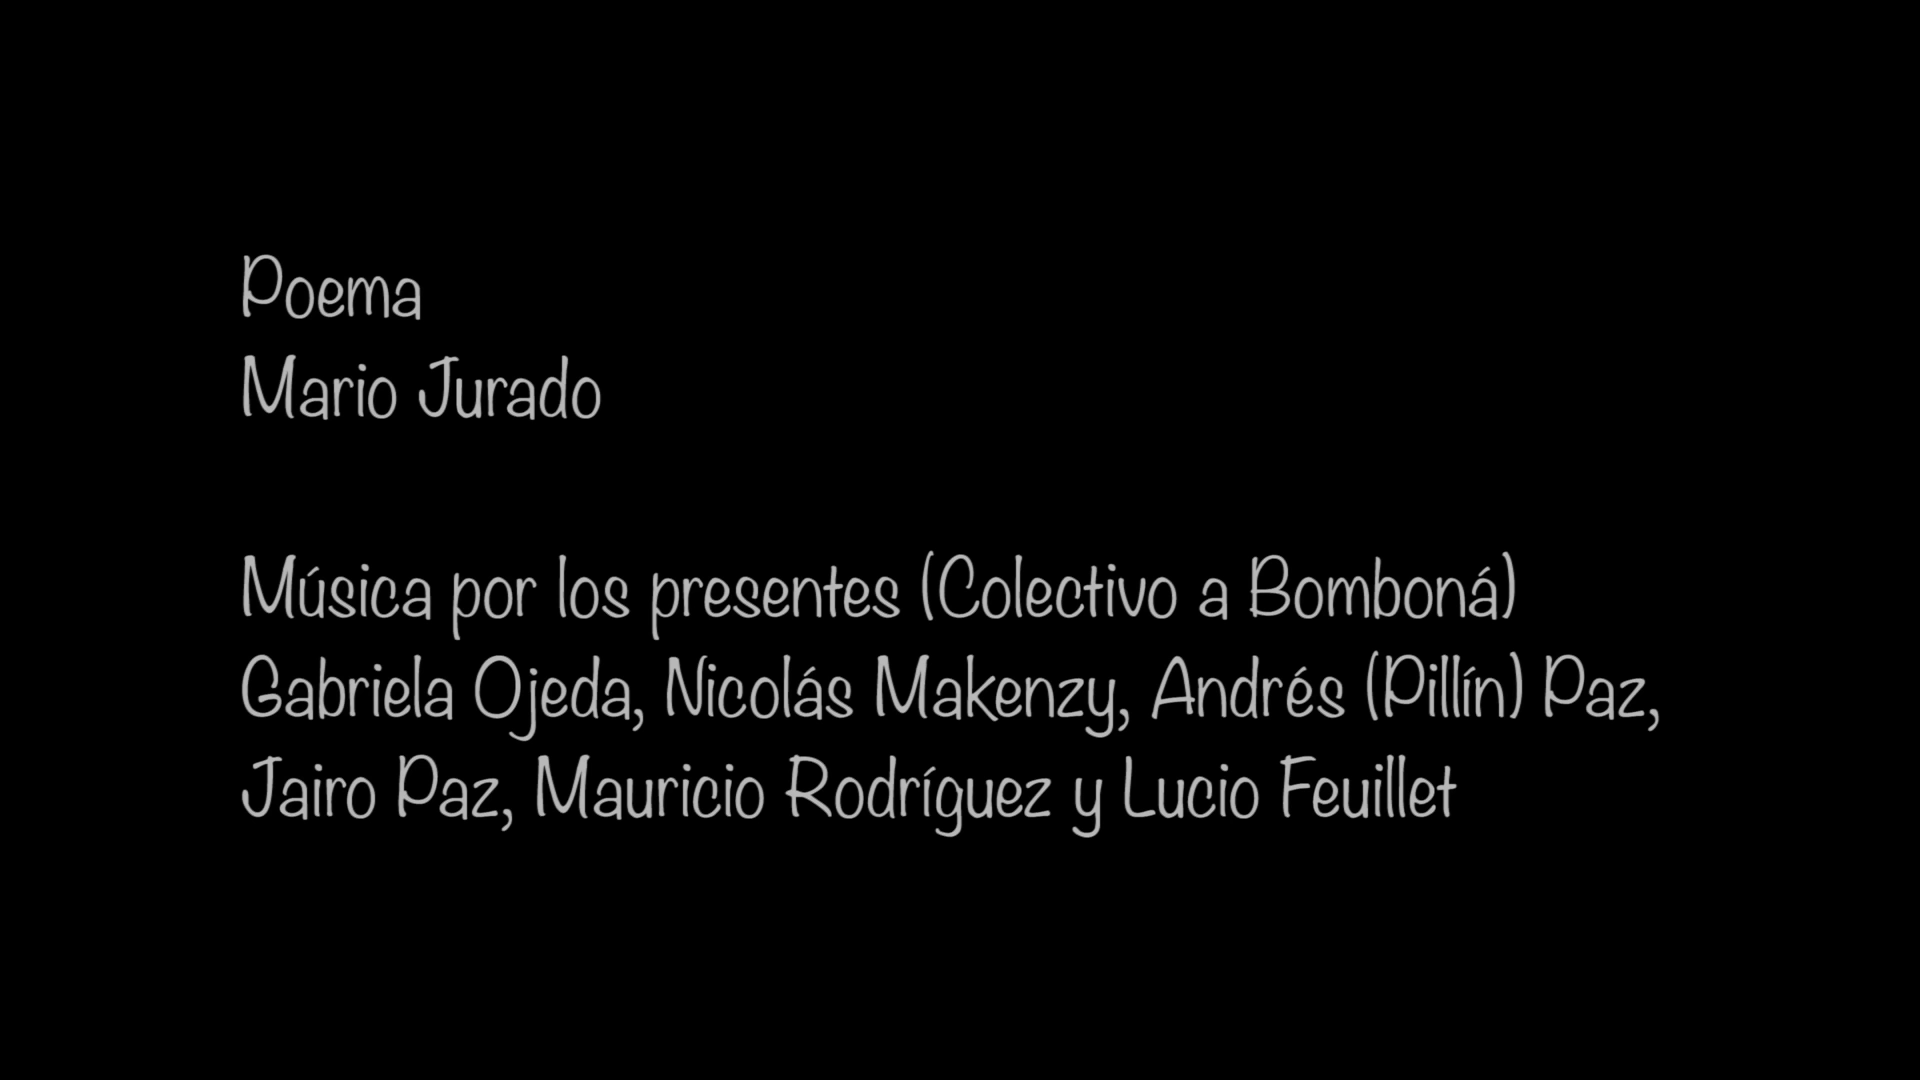 Poema
Mario Jurado
Música por los presentes (Colectivo a Bomboná)
Gabriela Ojeda, Nicolás Makenzy, Andrés (Pillín) Paz,
Jairo Paz, Mauricio Rodríguez y Lucio Feuillet